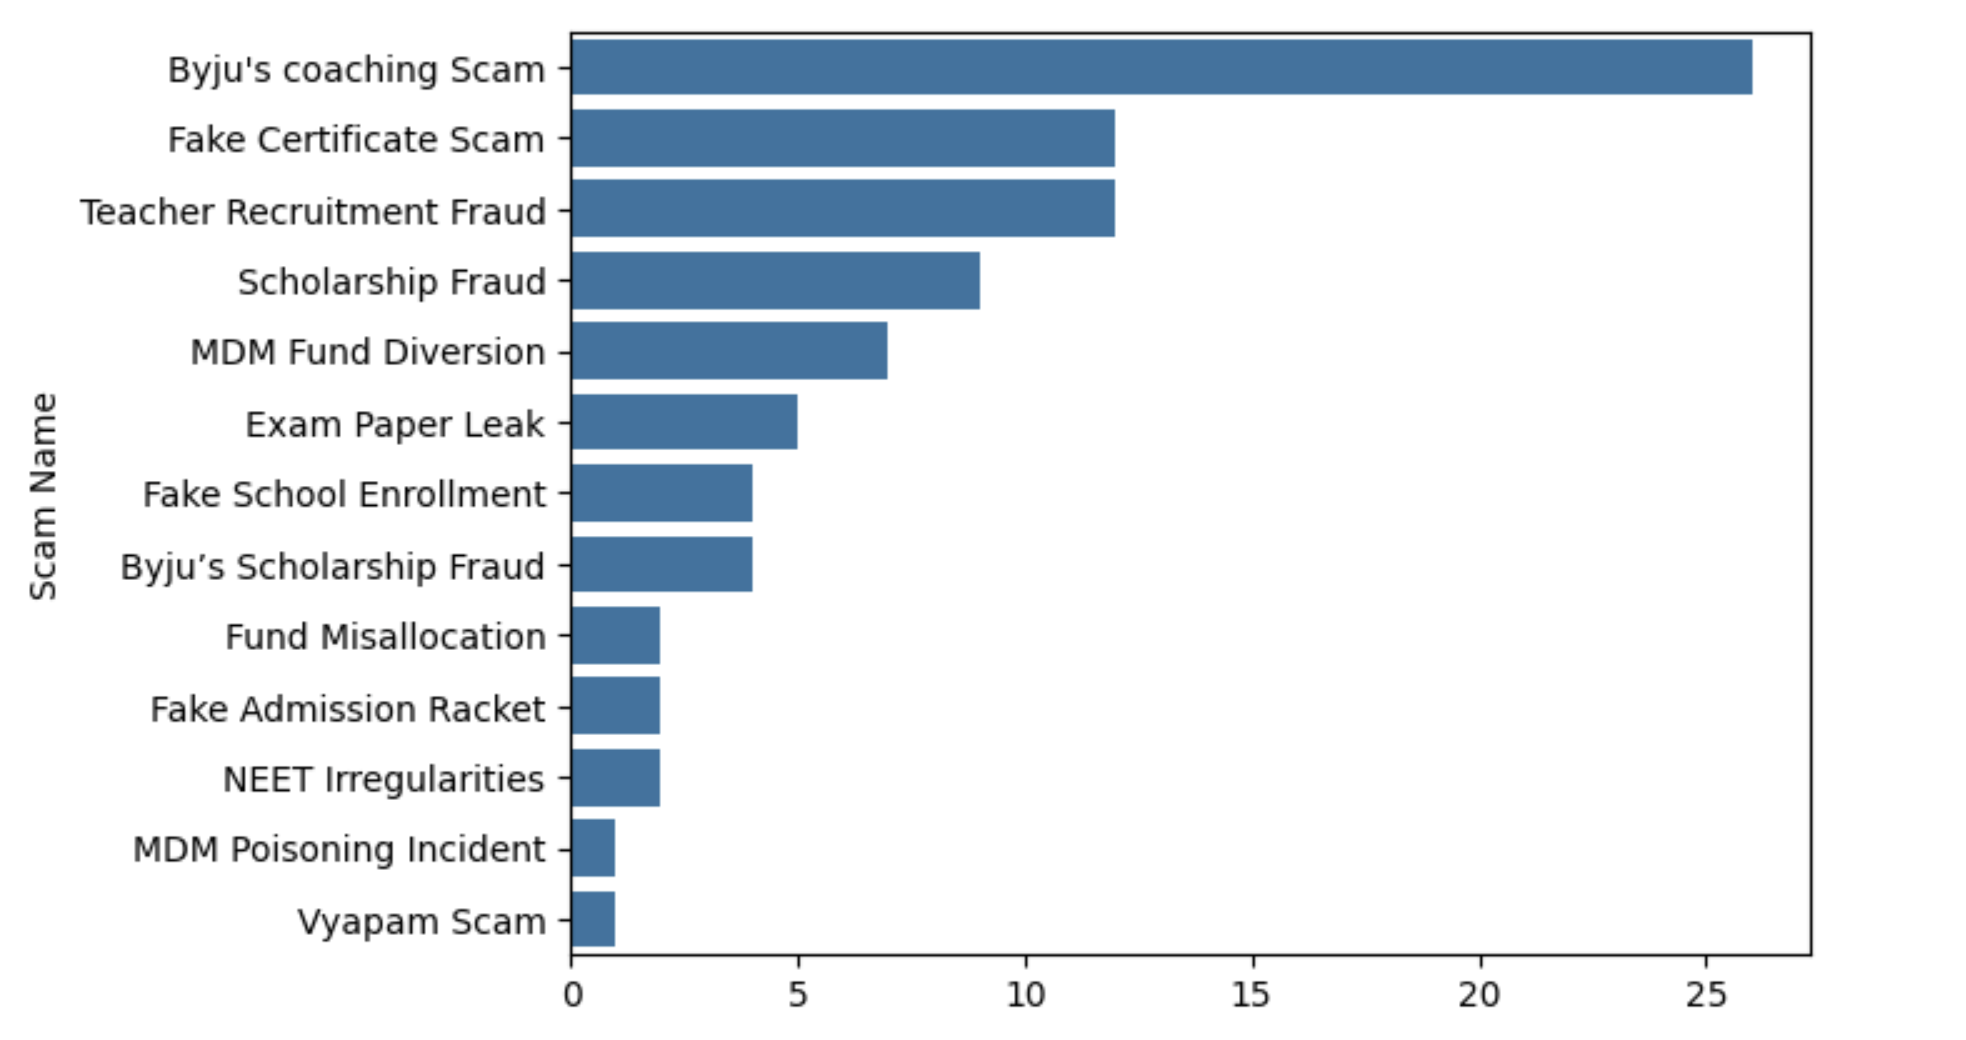 Byju's coaching Scam
Fake Certificate Scam
Teacher Recruitment Fraud
Scholarship Fraud
MDM Fund Diversion
Exam Paper Leak
Fake School Enrollment
Byju’s Scholarship Fraud
Fund Misallocation
Fake Admission Racket
NEET Irregularities
MDM Poisoning Incident
Vyapam Scam
Scam Name
0 5 10 15 20 25